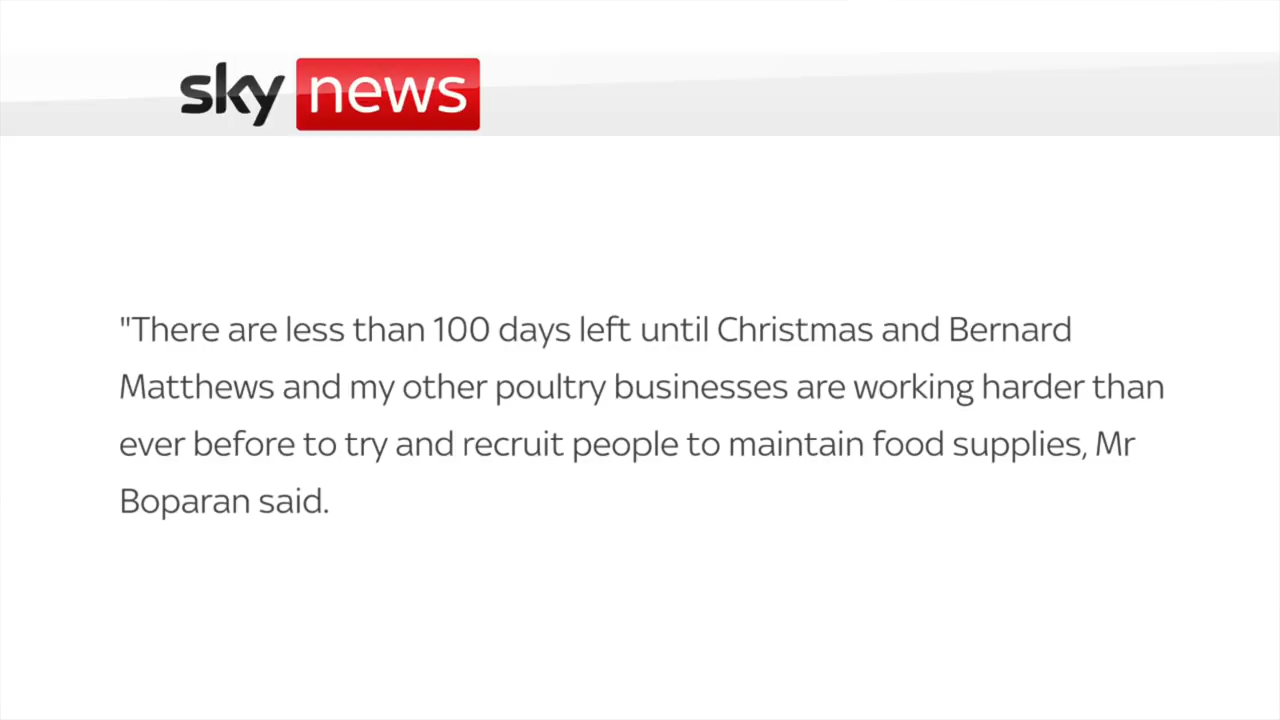 sky news
"There are less than 100 days left until Christmas and Bernard
Matthews and my other poultry businesses are working harder than
ever before to try and recruit people to maintain food supplies, Mr
Boparan said.